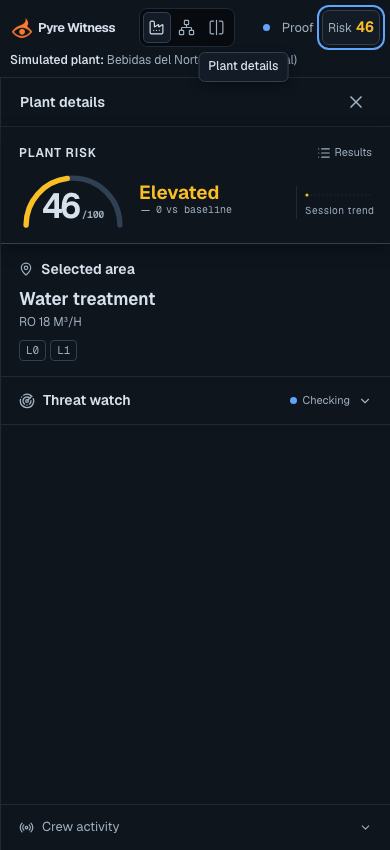 Pyre Witness
Proof
Risk 46
Simulated plant: Bebidas del Nort
al)
Plant details
Plant details
PLANT RISK
Results
46/100
Elevated
— 0 vs baseline
Session trend
Selected area
Water treatment
RO 18 M³/H
L0 L1
Threat watch
Checking
Crew activity